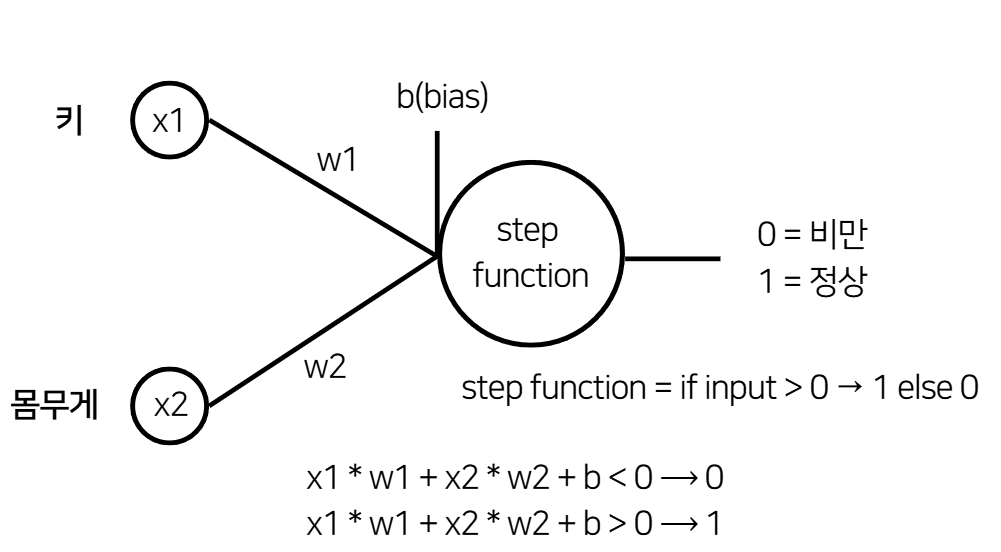 b(bias)
키
x1
w1
step
function
0 = 비만
1 = 정상
w2
몸무게
x2
step function = if input > 0 → 1 else 0
x1 * w1 + x2 * w2 + b < 0 → 0
x1 * w1 + x2 * w2 + b > 0 → 1